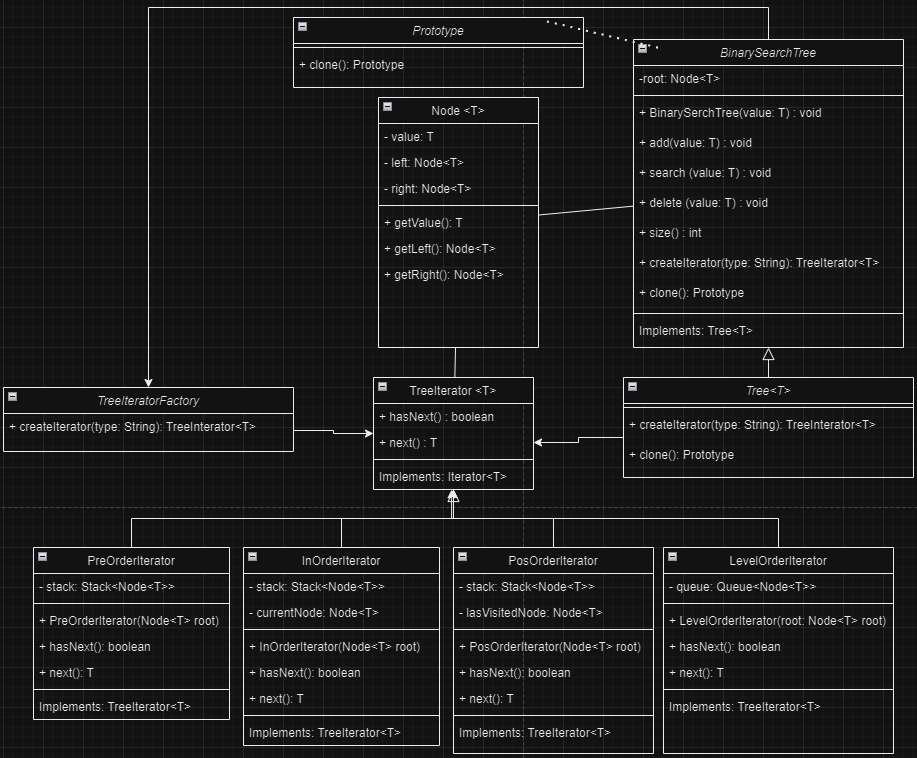 Prototype
+ clone(): Prototype
BinarySearchTree
-root: Node<T>
+ BinarySerchTree(value: T) : void
+ add(value: T) : void
+ search (value: T) : void
+ delete (value: T) : void
+ size() : int
+ createIterator(type: String): TreeIterator<T>
+ clone(): Prototype
Implements: Tree<T>
Node <T>
- value: T
- left: Node<T>
- right: Node<T>
+ getValue(): T
+ getLeft(): Node<T>
+ getRight(): Node<T>
TreeIteratorFactory
+ createIterator(type: String): TreeInterator<T>
TreeIterator <T>
+ hasNext() : boolean
+ next() : T
Implements: Iterator<T>
Tree<T>
+ createIterator(type: String): TreeInterator<T>
+ clone(): Prototype
PreOrderIterator
- stack: Stack<Node<T>>
+ PreOrderIterator(Node<T> root)
+ hasNext(): boolean
+ next(): T
Implements: TreeIterator<T>
InOrderIterator
- stack: Stack<Node<T>>
- currentNode: Node<T>
+ InOrderIterator(Node<T> root)
+ hasNext(): boolean
+ next(): T
Implements: TreeIterator<T>
PosOrderIterator
- stack: Stack<Node<T>>
- lasVisitedNode: Node<T>
+ PosOrderIterator(Node<T> root)
+ hasNext(): boolean
+ next(): T
Implements: TreeIterator<T>
LevelOrderIterator
- queue: Queue<Node<T>>
+ LevelOrderIterator(root: Node<T> root)
+ hasNext(): boolean
+ next(): T
Implements: TreeIterator<T>